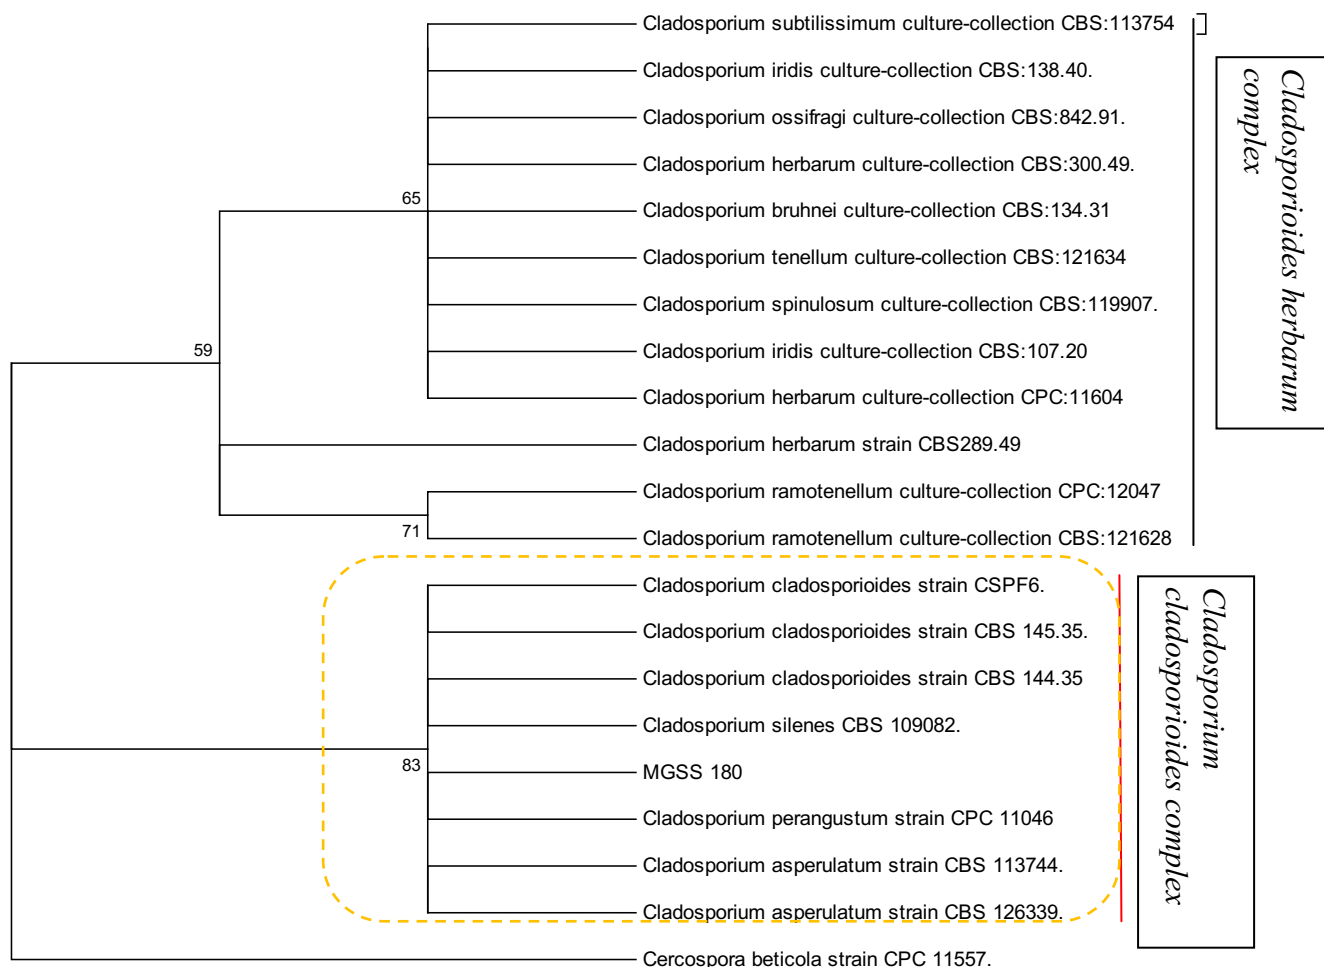 Cladosporium subtilissimum culture-collection CBS:113754
Cladosporium iridis culture-collection CBS:138.40.
Cladosporium ossifragi culture-collection CBS:842.91.
Cladosporium herbarum culture-collection CBS:300.49.
65
Cladosporium bruhnei culture-collection CBS:134.31
Cladosporium tenellum culture-collection CBS:121634
Cladosporium spinulosum culture-collection CBS:119907.
59
Cladosporium iridis culture-collection CBS:107.20
Cladosporium herbarum culture-collection CPC:11604
Cladosporium herbarum strain CBS289.49
Cladosporium ramotenellum culture-collection CPC:12047
71
Cladosporium ramotenellum culture-collection CBS:121628
Cladosporioides herbarum
complex
Cladosporium cladosporioides strain CSPF6.
Cladosporium cladosporioides strain CBS 145.35.
Cladosporium cladosporioides strain CBS 144.35
Cladosporium silenes CBS 109082.
83
MGSS 180
Cladosporium perangustum strain CPC 11046
Cladosporium asperulatum strain CBS 113744.
Cladosporium asperulatum strain CBS 126339.
Cladosporium
cladosporioides complex
Cercospora beticola strain CPC 11557.